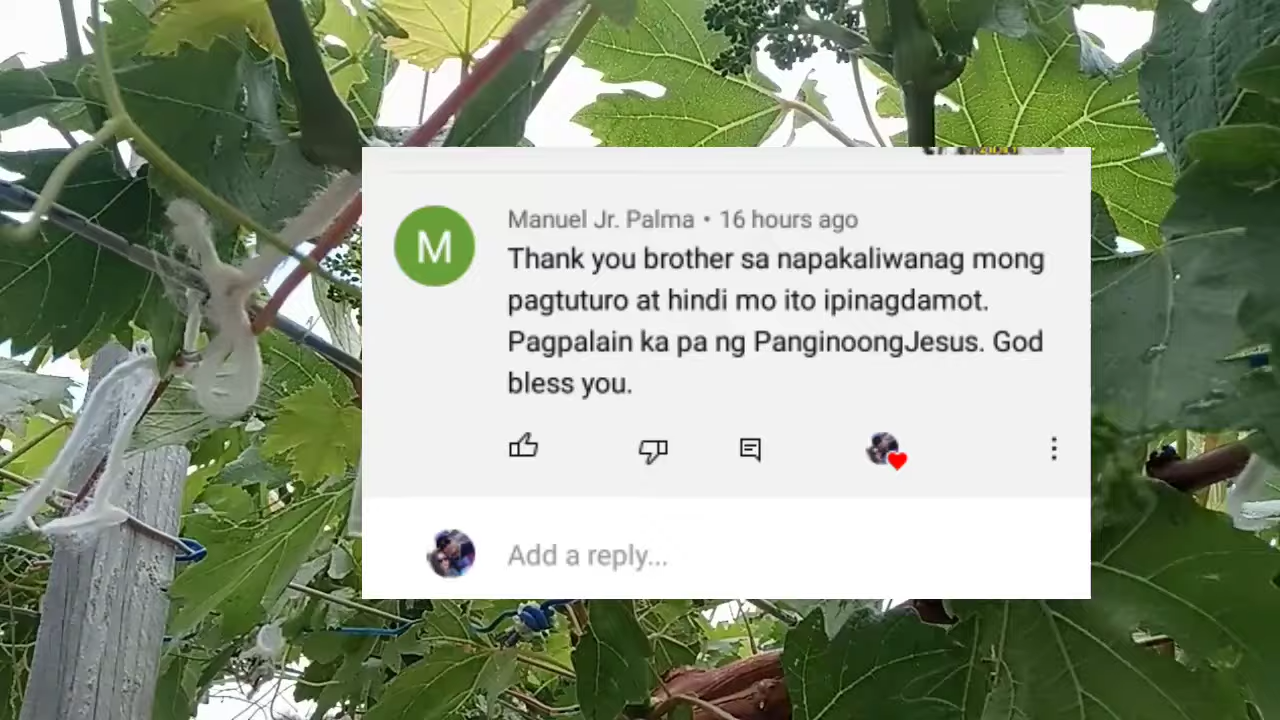 Manuel Jr. Palma • 16 hours ago
M
Thank you brother sa napakaliwanag mong
pagtuturo at hindi mo ito ipinagdamot.
Pagpalain ka pa ng PanginoongJesus. God
bless you.
Add a reply...